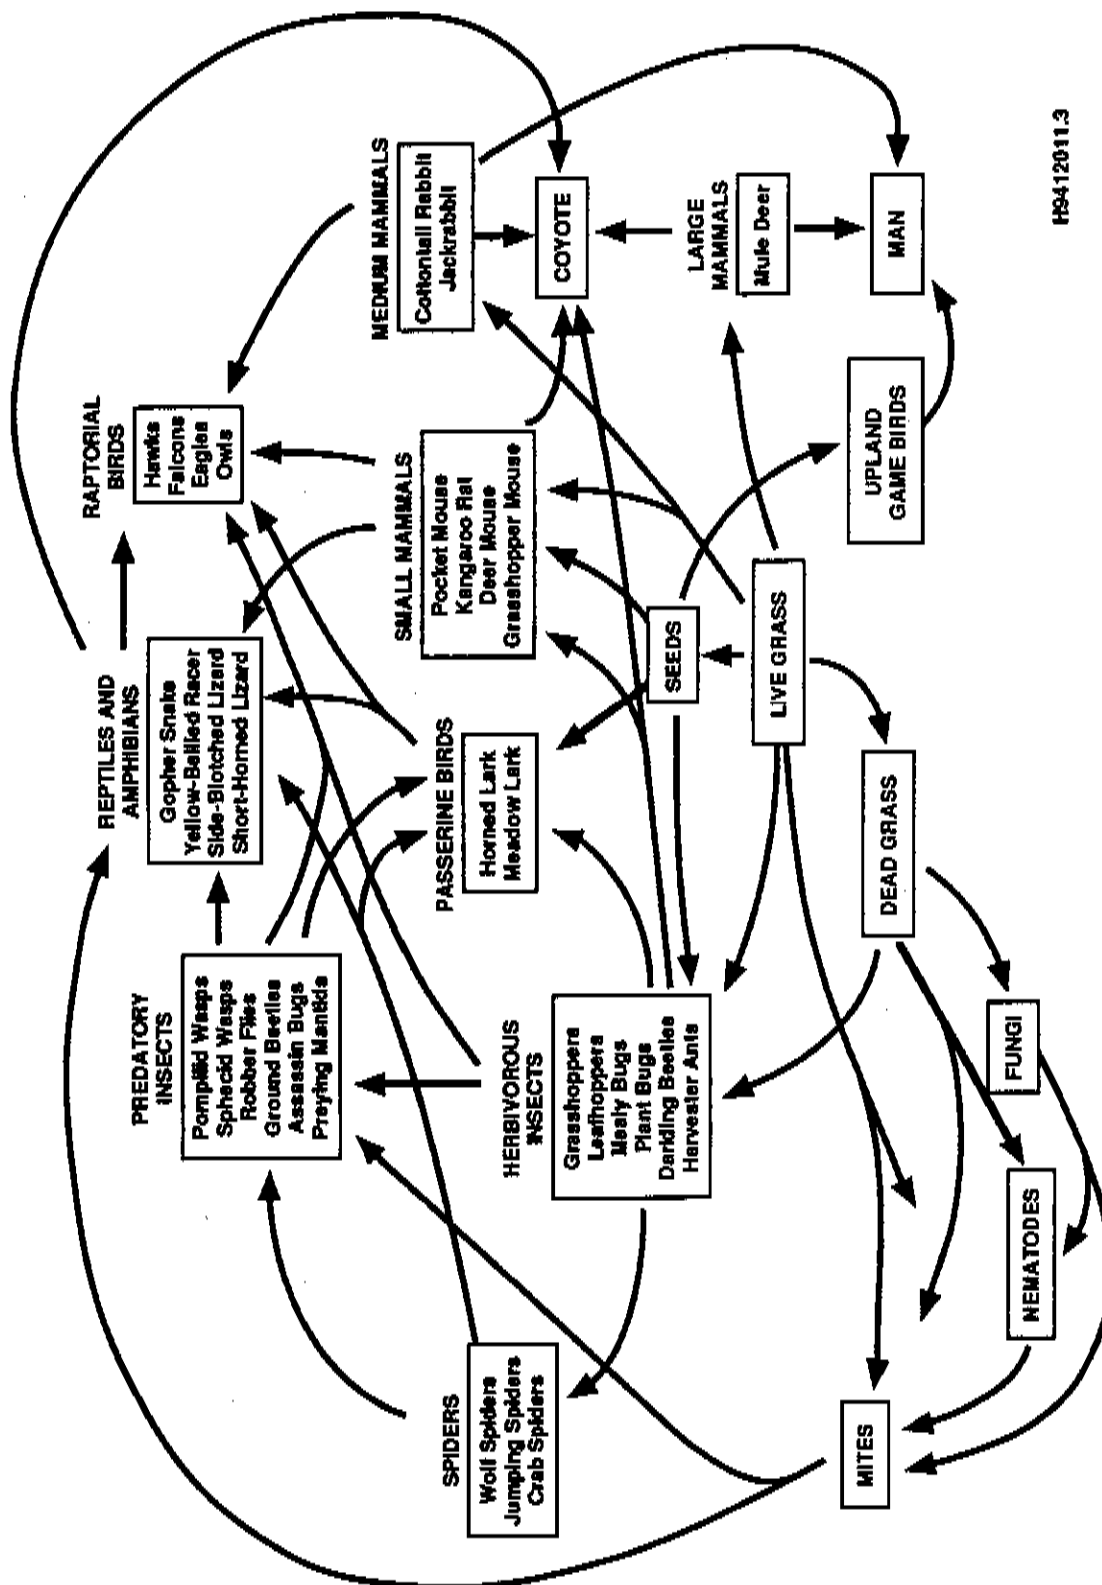 REPTILES AND
AMPHIBIANS
Gopher Snake
Yellow-Bellied Racer
Side-Blotched Lizard
Short-Horned Lizard
RAPTORIAL
BIRDS
Hawks
Falcons
Eagles
Owls
PREDATORY
INSECTS
Pompilid Wasps
Sphecid Wasps
Robber Flies
Ground Beetles
Assassin Bugs
Preying Mantids
SPIDERS
Wolf Spiders
Jumping Spiders
Crab Spiders
HERBIVOROUS
INSECTS
Grasshoppers
Leafhoppers
Mealy Bugs
Plant Bugs
Darkling Beetles
Harvester Ants
PASSERINE BIRDS
Horned Lark
Meadow Lark
SMALL MAMMALS
Pocket Mouse
Kangaroo Rat
Deer Mouse
Grasshopper Mouse
MEDIUM MAMMALS
Cottontail Rabbit
Jackrabbit
COYOTE
SEEDS
LARGE
MAMMALS
Mule Deer
LIVE GRASS
MITES
DEAD GRASS
UPLAND
GAME BIRDS
MAN
FUNGI
NEMATODES
H9412011.3